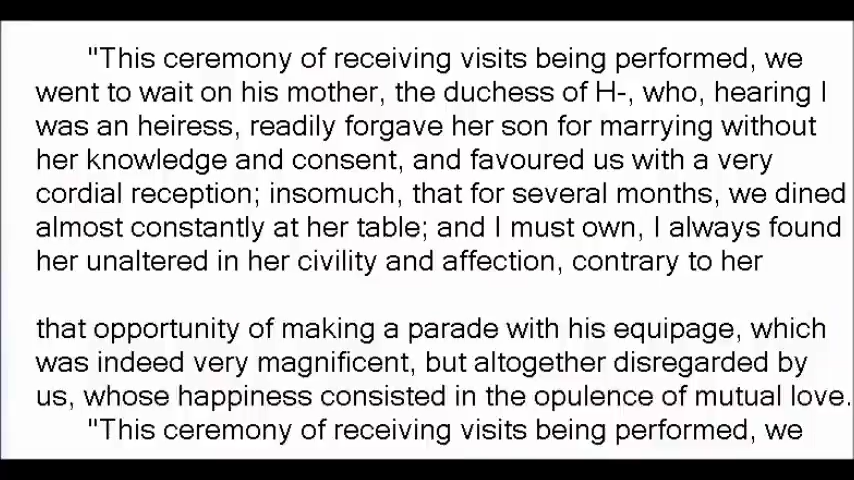 "This ceremony of receiving visits being performed, we
went to wait on his mother, the duchess of H-, who, hearing I
was an heiress, readily forgave her son for marrying without
her knowledge and consent, and favoured us with a very
cordial reception; insomuch, that for several months, we dined
almost constantly at her table; and I must own, I always found
her unaltered in her civility and affection, contrary to her
that opportunity of making a parade with his equipage, which
was indeed very magnificent, but altogether disregarded by
us, whose happiness consisted in the opulence of mutual love.
"This ceremony of receiving visits being performed, we